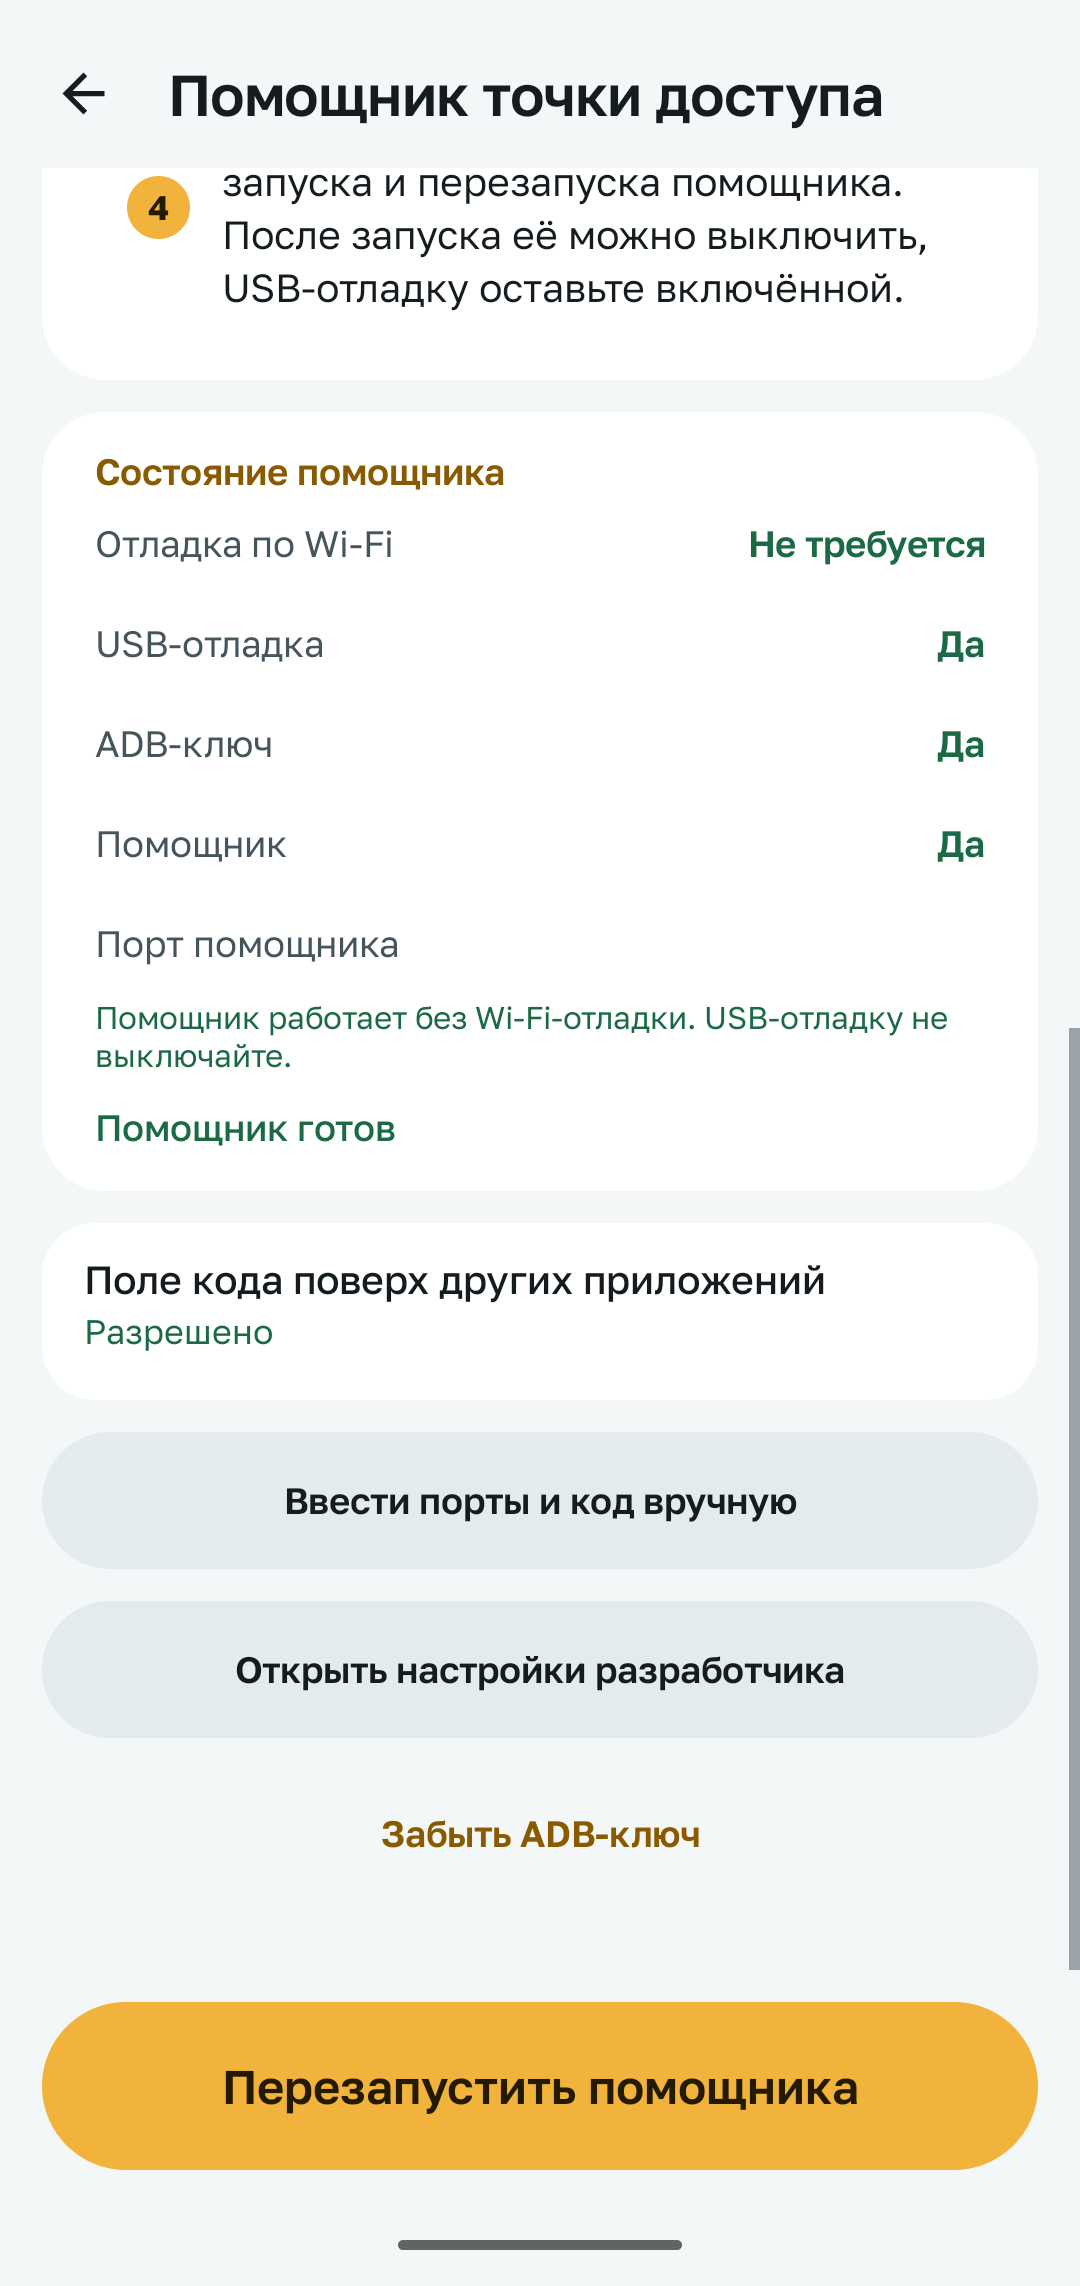 Помощник точки доступа
запуска и перезапуска помощника.
4
После запуска её можно выключить,
USB-отладку оставьте включённой.
Состояние помощника
Отладка по Wi-Fi Не требуется
USB-отладка Да
ADB-ключ Да
Помощник Да
Порт помощника
Помощник работает без Wi-Fi-отладки. USB-отладку не
выключайте.
Помощник готов
Поле кода поверх других приложений
Разрешено
Ввести порты и код вручную
Открыть настройки разработчика
Забыть ADB-ключ
Перезапустить помощника